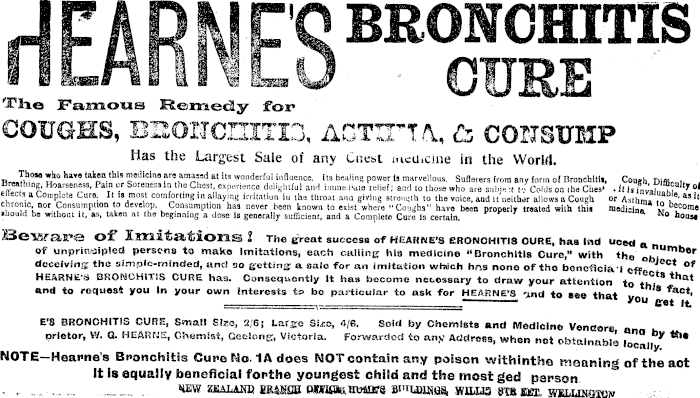 HEARNE'S BRONCHITIS
CURE
The Famous Remedy for
COUGHS, BRONCHITIS, ASTHMA, & CONSUMP
Has the Largest Sale of any Chest Medicine in the World.
Those who have taken this medicine are amazed at its wonderful influence. Its healing power is marvellous. Sufferers from any form of Bronchitis, Cough, Difficulty of
Breathing, Hoarseness, Pain or Soreness in the Chest, experience delightful and immediate relief; and to those who are subject to Colds on the Ches it is invaluable, as it
effects a Complete Cure. It is most comforting in allaying irritation in the throat and giving strength to the voice, and it neither allows a Cough or Asthma to become
chronic, nor Consumption to develop. Consumption has never been known to exist where "Coughs" have been properly treated with this medicine. No house
should be without it, as, taken at the beginning a dose is generally sufficient, and a Complete Cure is certain.
Beware of Imitations! The great success of HEARNE'S BRONCHITIS CURE, has ind uced a number
of unprincipled persons to make imitations, each calling his medicine "Bronchitis Cure," with the object of
deceiving the simple-minded, and so getting a sale for an imitation which has none of the beneficial effects that
HEARNE'S BRONCHITIS CURE has. Consequently it has become necessary to draw your attention to this fact,
and to request you in your own interests to be particular to ask for HEARNE'S and to see that you get it.
E'S BRONCHITIS CURE, Small Size, 2/6; Large Size, 4/6. Sold by Chemists and Medicine Vendors, and by the
prietor, W. G. HEARNE, Chemist, Geelong, Victoria. Forwarded to any Address, when not obtainable locally.
NOTE—Hearne's Bronchitis Cure No. 1A does NOT contain any poison withinthe meaning of the act
It is equally beneficial forthe youngest child and the most ged person
NEW ZEALAND BRANCH OFFICE, HUME'S BUILDINGS, WILLIS STREET, WELLINGTON